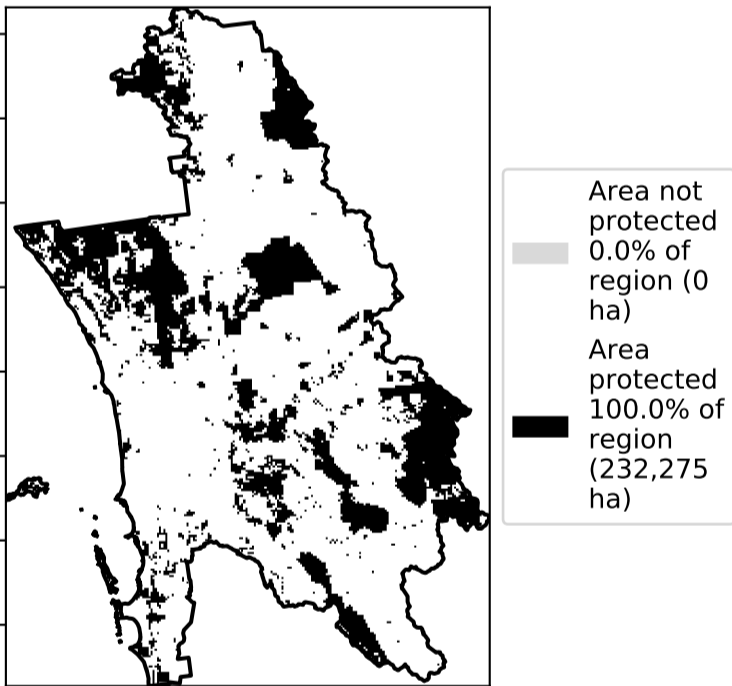 Area not
protected
0.0% of
region (0
ha)
Area
protected
100.0% of
region
(232,275
ha)